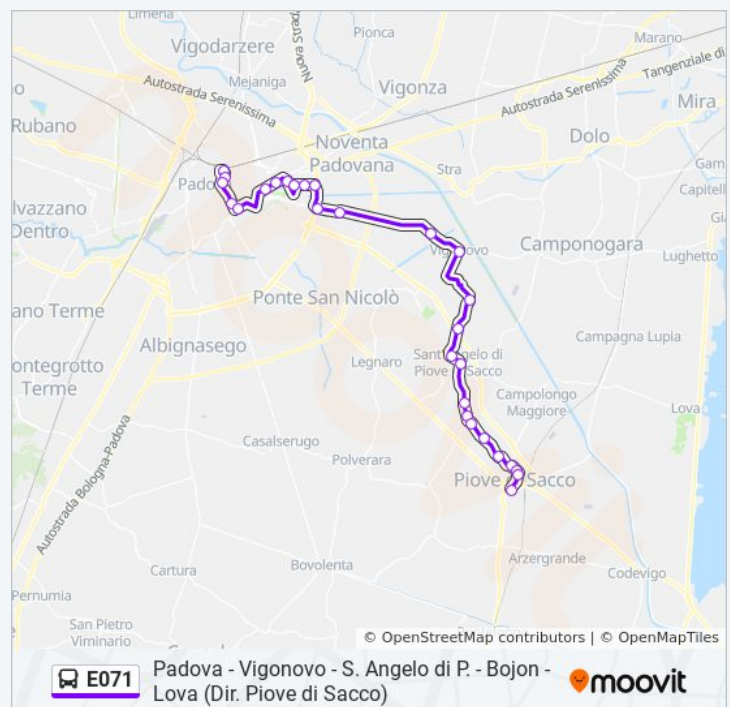 Limena
Pionca
Marano
Vigodarzere
Nuova Strad
Tangenziale di
Mejaniga
Vigonza
Autostrada Serenissima
Autostrada Serenissima
Mira
o
Rubano
Noventa
Padovana
Dolo
Stra
Gam
Pado
Capitell
lvazzano
Dentro
Gia
Vigonovo
Camponogara
Lughetto
ano Terme
Ponte San Nicolò
Albignasego
Campagna Lupia
ontegrotto
Terme
Legnaro
Sant'Angelo di
Piove di Sacco
Campolongo
Maggiore
Lova
Casalserugo
Polverara
Autostrada Bologna-Padova
Piove di Sacco
Arzergrande
Bovolenta
Cartura
Codevigo
Pernumia
San Pietro
Viminario
© OpenStreetMap contributors | © OpenMapTiles
E071
Padova - Vigonovo - S. Angelo di P. - Bojon -
Lova (Dir. Piove di Sacco)
moovit